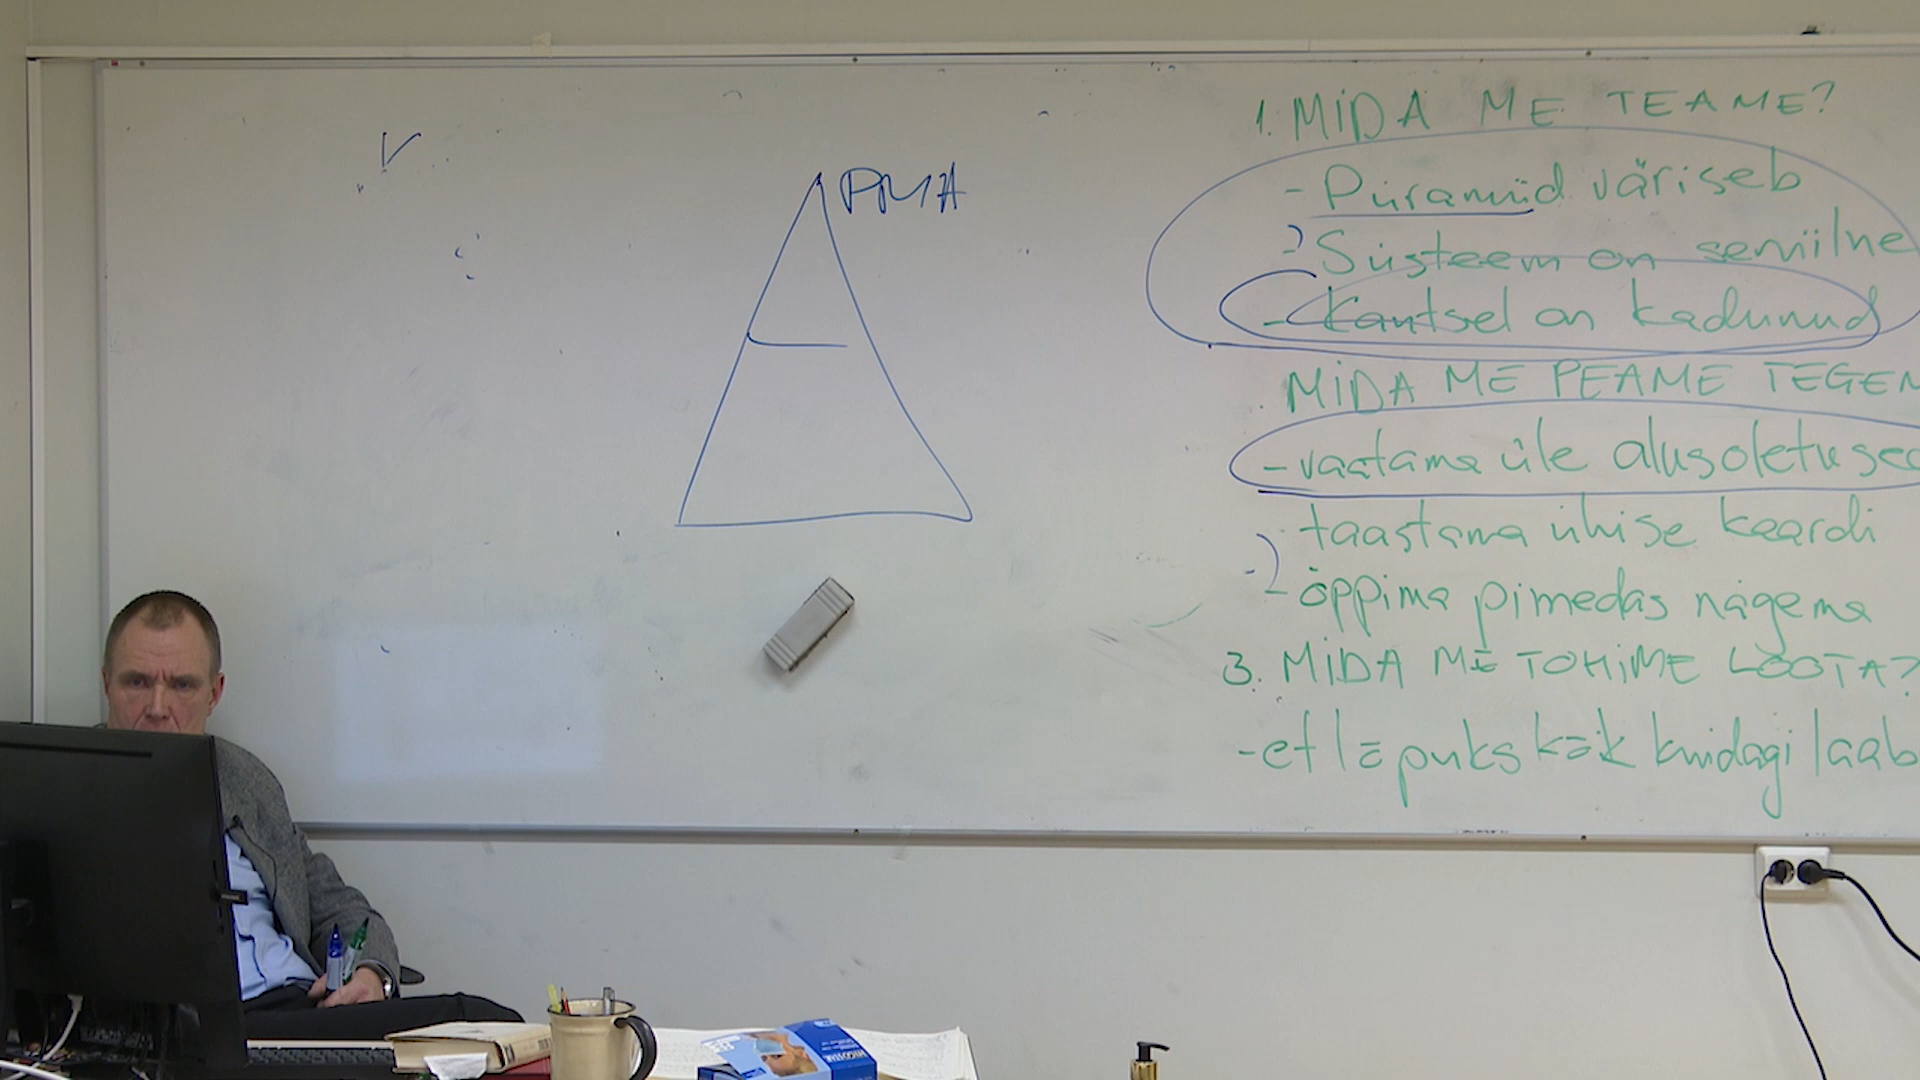 PMA
1. MIDA ME TEAME?
- Püramiid väriseb
- Süsteem on seniilne
- Kantsel on kadunud
MIDA ME PEAME TEGEM
- vaatama üle alusoletused
taastama ühise kaardi
- õppima pimedas nägema
3. MIDA ME TOHIME LOOTA?
- et lõpuks kõik kuidagi laab